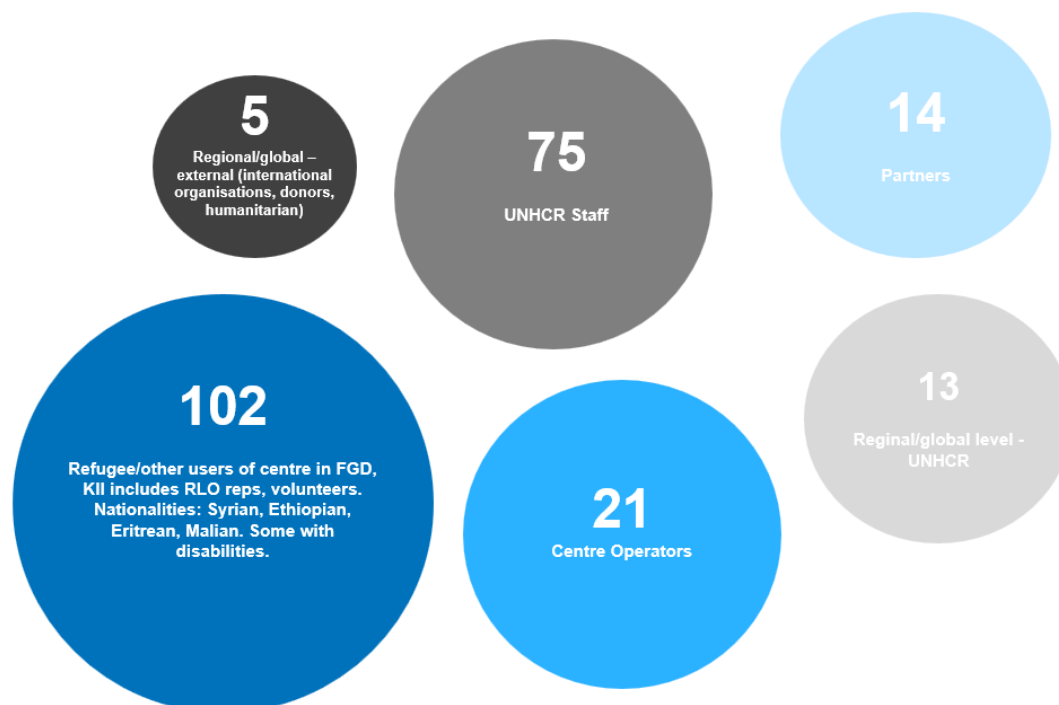 5
Regional/global –
external (international
organisations, donors,
humanitarian)
75
UNHCR Staff
14
Partners
102
Refugee/other users of centre in FGD,
KII includes RLO reps, volunteers.
Nationalities: Syrian, Ethiopian,
Eritrean, Malian. Some with
disabilities.
21
Centre Operators
13
Reginal/global level -
UNHCR